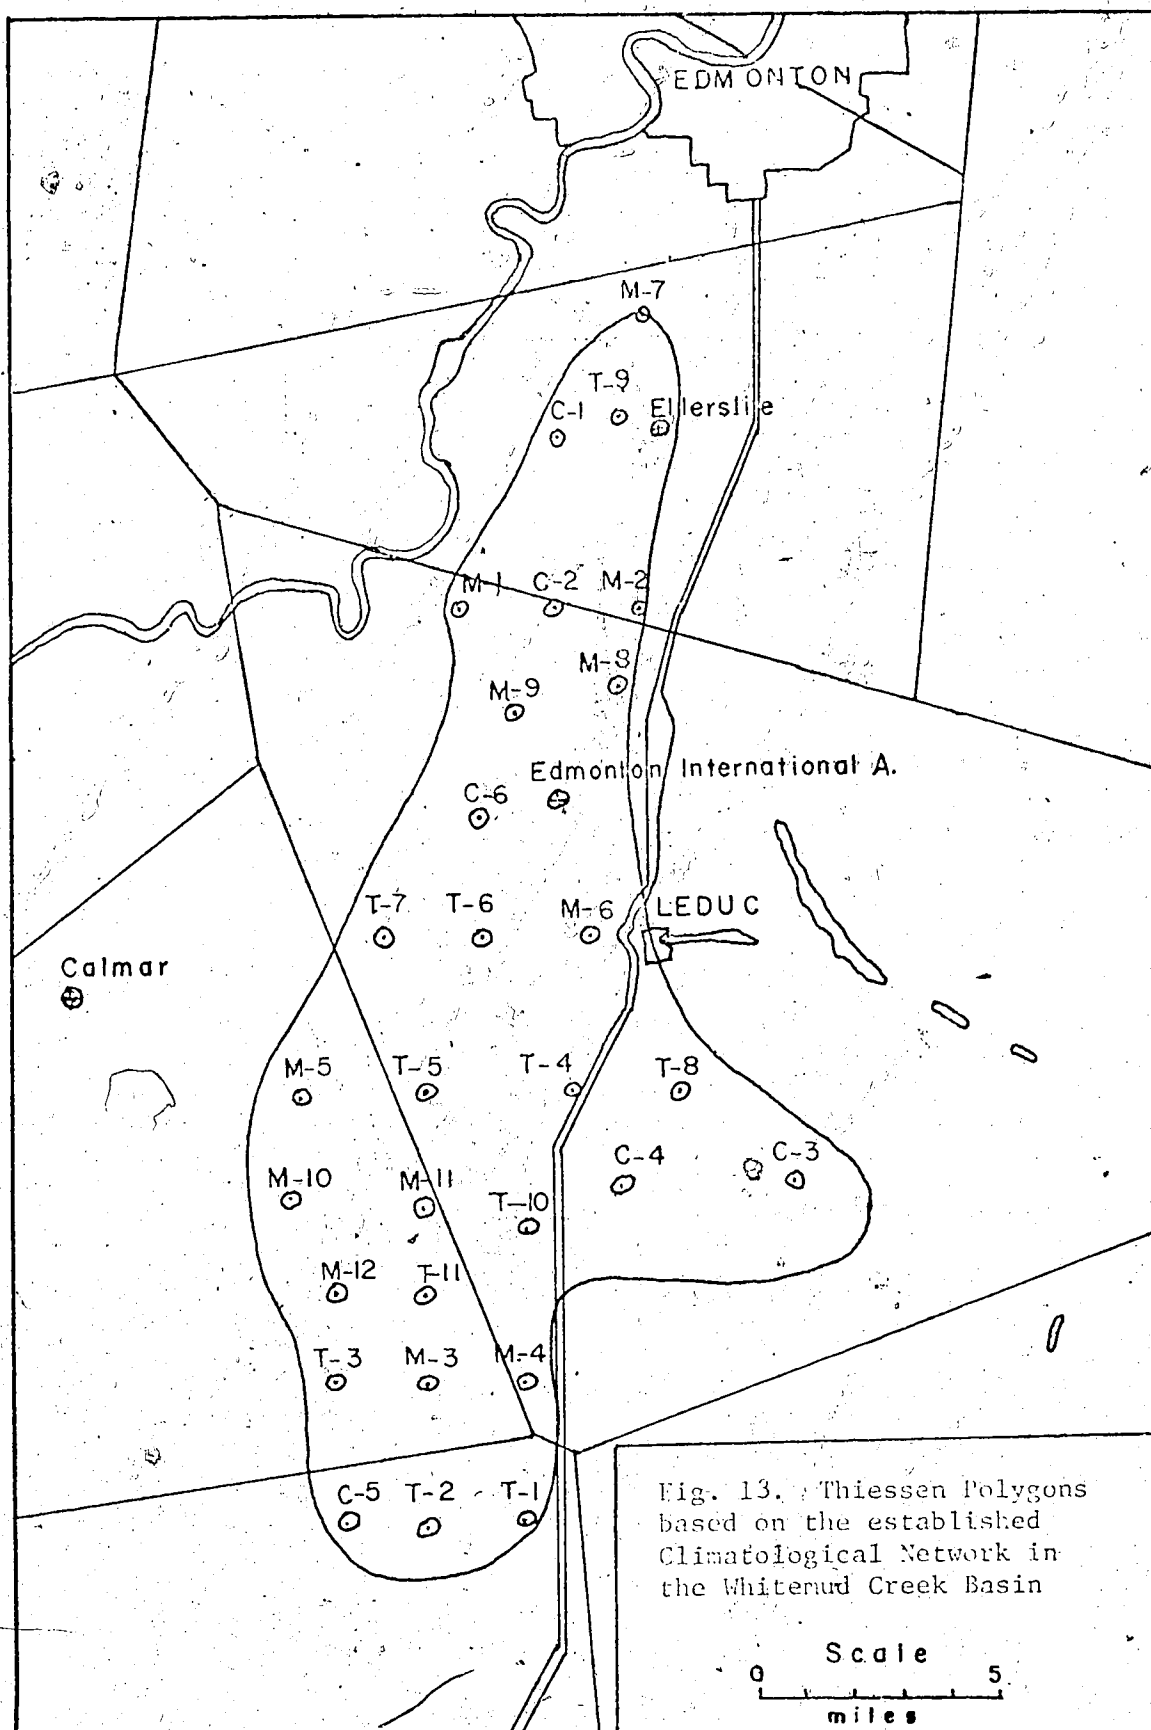 EDMONTON
M-7
T-9
C-1
Ellerslie
M-1
C-2
M-2
M-8
M-9
Edmonton International A.
C-6
T-7
T-6
M-6
LEDUC
Calmar
M-5
T-5
T-4
T-8
C-4
C-3
M-10
M-11
T-10
M-12
T-11
T-3
M-3
M-4
C-5
T-2
T-1
Fig. 13. Thiessen Polygons
based on the established
Climatological Network in
the Whitemud Creek Basin
Scale
0 5
miles